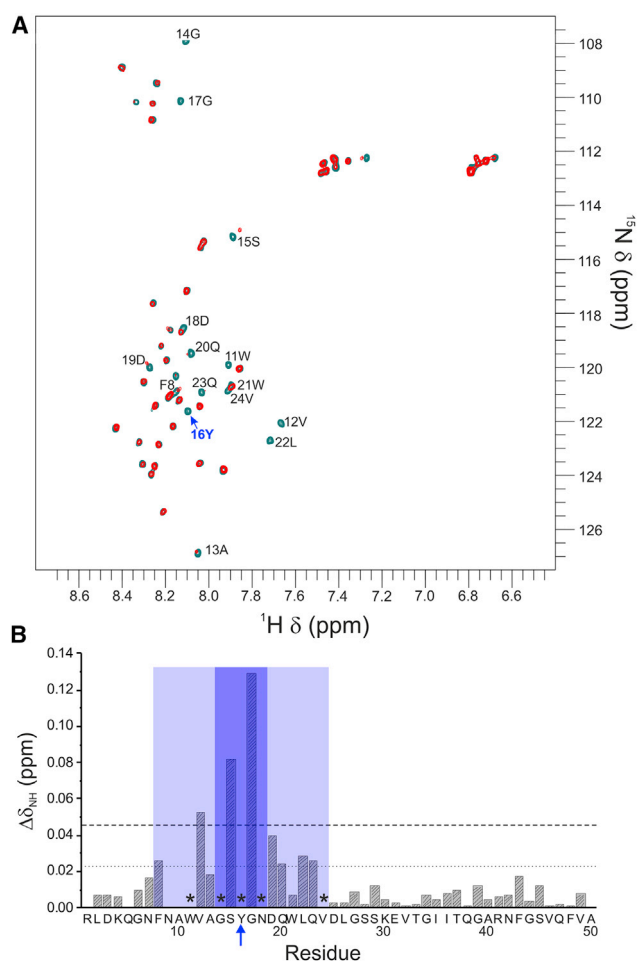 A
14G
17G
15S
18D
20Q
19D
11W
F8
23Q
21W
24V
16Y
12V
22L
13A
108
110
112
114
116
118
120
122
124
126
¹⁵N δ (ppm)
8.6 8.4 8.2 8.0 7.8 7.6 7.4 7.2 7.0 6.8 6.6
¹H δ (ppm)
B
0.14
0.12
0.10
0.08
0.06
0.04
0.02
0.00
Δδ_NH (ppm)
* * * * *
RLDKQGNFNAWVAGSYGNDQWLQVDLGSSKEVTGIITQGARNFGSVQFVA
10 20 30 40 50
Residue